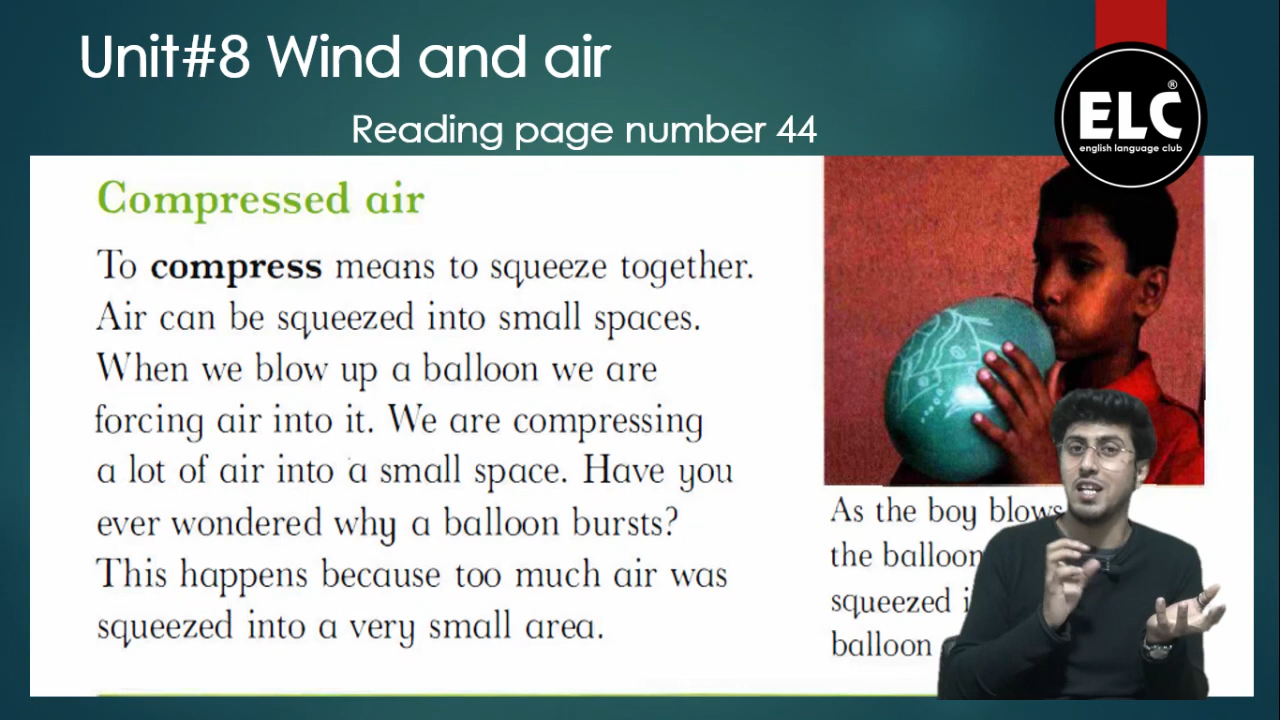 Unit#8 Wind and air
Reading page number 44
ELC®
english language club
Compressed air
To compress means to squeeze together.
Air can be squeezed into small spaces.
When we blow up a balloon we are
forcing air into it. We are compressing
a lot of air into a small space. Have you
ever wondered why a balloon bursts?
This happens because too much air was
squeezed into a very small area.
As the boy blows
the balloon
squeezed
balloon